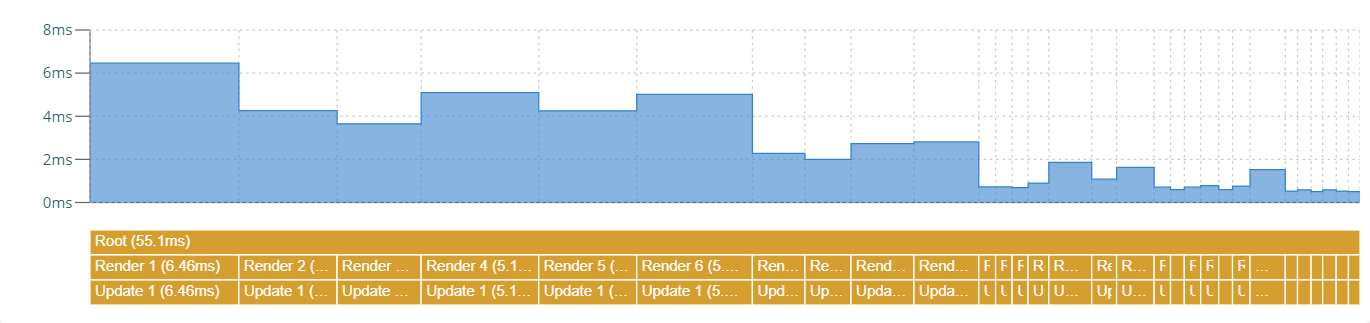 8ms
6ms
4ms
2ms
0ms
Root (55.1ms)
Render 1 (6.46ms) Render 2 (... Render ... Render 4 (5.1... Render 5 (... Render 6 (5.... Ren... Re... Rend... Rend... R R R R R... Re R... R R R R ...
Update 1 (6.46ms) Update 1 (... Update ... Update 1 (5.1... Update 1 (... Update 1 (5.... Upd... Up... Upda... Upda... U U U U U... Up U... U U U U ...